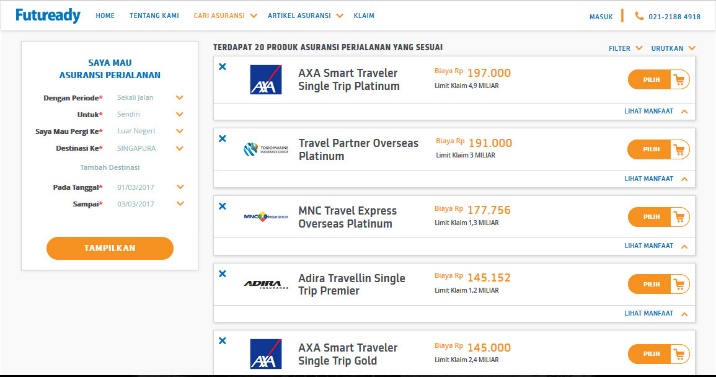 Futuready
HOME
TENTANG KAMI
CARI ASURANSI
ARTIKEL ASURANSI
KLAIM
MASUK
021-2188 4918
SAYA MAU
ASURANSI PERJALANAN
Dengan Periode* Sekali Jalan
Untuk* Sendiri
Saya Mau Pergi Ke* Luar Negeri
Destinasi Ke* SINGAPURA
Tambah Destinasi
Pada Tanggal* 01/03/2017
Sampai* 03/03/2017
TAMPILKAN
TERDAPAT 20 PRODUK ASURANSI PERJALANAN YANG SESUAI
FILTER
URUTKAN
AXA
AXA Smart Traveler
Single Trip Platinum
Biaya Rp 197.000
Limit Klaim 4,9 MILIAR
PILIH
LIHAT MANFAAT
TOKIO MARINE
INSURANCE GROUP
Travel Partner Overseas
Platinum
Biaya Rp 191.000
Limit Klaim 3 MILIAR
PILIH
LIHAT MANFAAT
MNC
MNC Travel Express
Overseas Platinum
Biaya Rp 177.756
Limit Klaim 1,3 MILIAR
PILIH
LIHAT MANFAAT
ADIRA
INSURANCE
Adira Travellin Single
Trip Premier
Biaya Rp 145.152
Limit Klaim 1,2 MILIAR
PILIH
LIHAT MANFAAT
AXA
AXA Smart Traveler
Single Trip Gold
Biaya Rp 145.000
Limit Klaim 2,4 MILIAR
PILIH